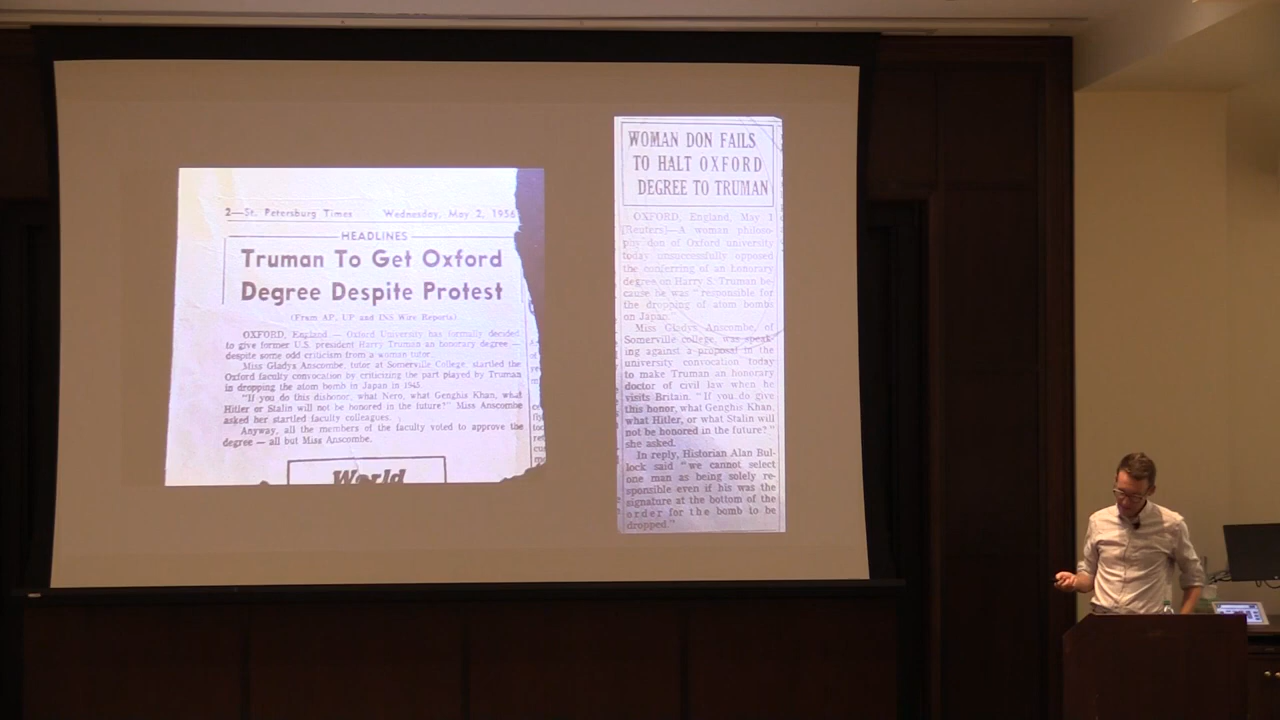 2—St. Petersburg Times Wednesday, May 2, 1956
HEADLINES
Truman To Get Oxford
Degree Despite Protest
(From AP, UP and INS Wire Reports)
OXFORD, England — Oxford University has formally decided
to give former U.S. president Harry Truman an honorary degree —
despite some odd criticism from a woman tutor.
Miss Gladys Anscombe, tutor at Somerville College, startled the
Oxford faculty convocation by criticizing the part played by Truman
in dropping the atom bomb in Japan in 1945.
"If you do this dishonor, what Nero, what Genghis Khan, what
Hitler or Stalin will not be honored in the future?" Miss Anscombe
asked her startled faculty colleagues.
Anyway, all the members of the faculty voted to approve the
degree — all but Miss Anscombe.
World
WOMAN DON FAILS
TO HALT OXFORD
DEGREE TO TRUMAN
OXFORD, England, May 1
[Reuters]—A woman philoso-
phy don of Oxford university
today unsuccessfully opposed
the conferring of an honorary
degree on Harry S. Truman be-
cause he was "responsible for
the dropping of atom bombs
on Japan."
Miss Gladys Anscombe, of
Somerville college, was speak-
ing against a proposal in the
university convocation today
to make Truman an honorary
doctor of civil law when he
visits Britain. "If you do give
this honor, what Genghis Khan,
what Hitler, or what Stalin will
not be honored in the future?"
she asked.
In reply, Historian Alan Bul-
lock said "we cannot select
one man as being solely re-
sponsible even if his was the
signature at the bottom of the
order for the bomb to be
dropped."